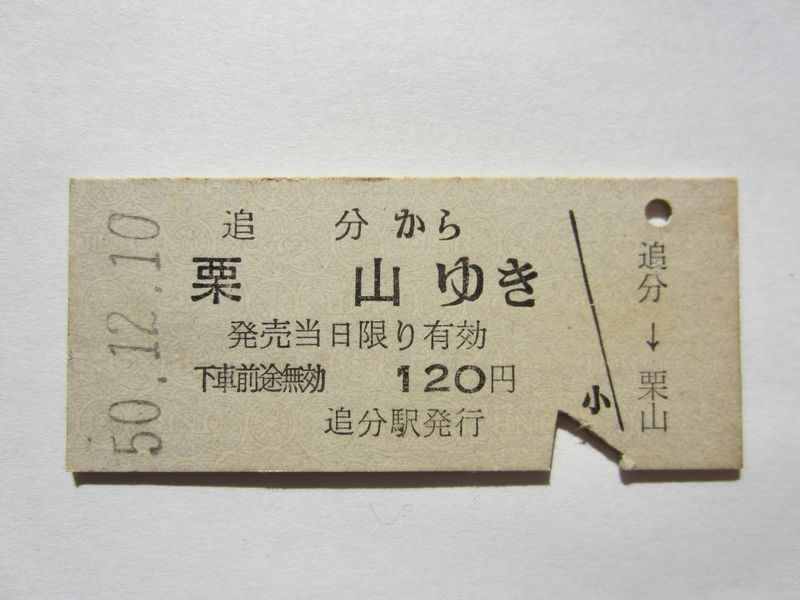 50.12.10
追分から
栗山ゆき
発売当日限り有効
下車前途無効 120円
追分駅発行
小
追分→栗山